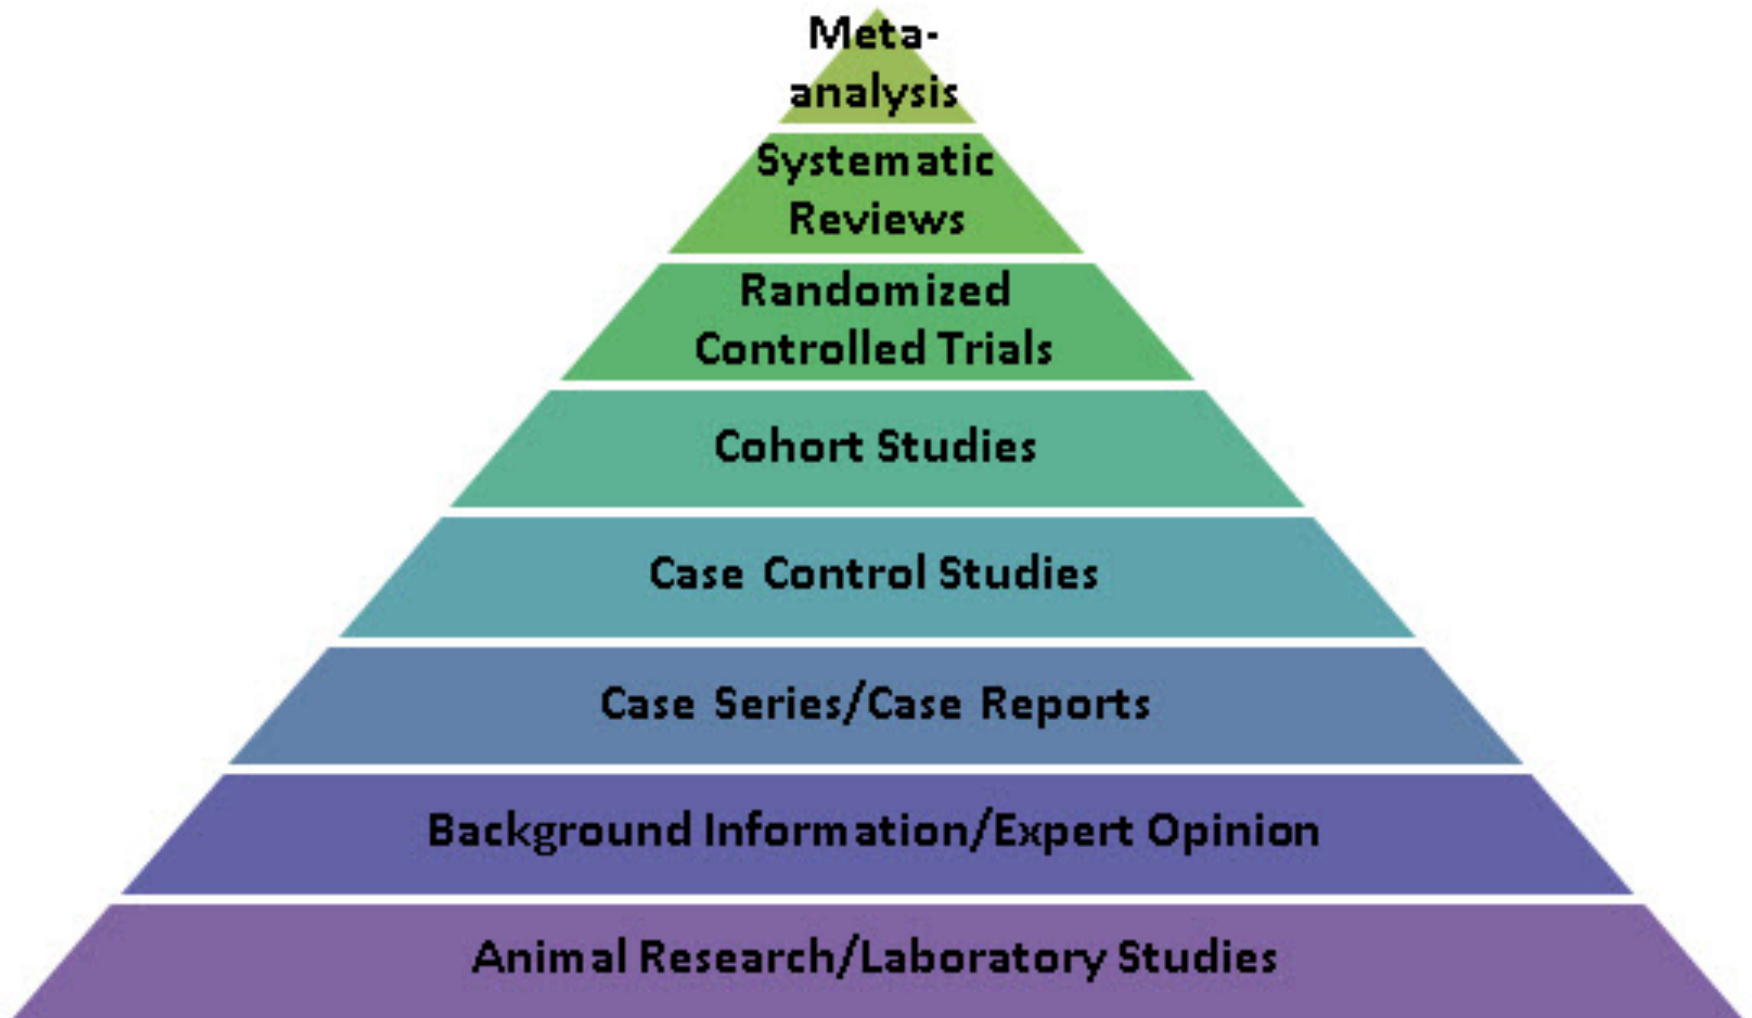 Meta-
analysis
Systematic
Reviews
Randomized
Controlled Trials
Cohort Studies
Case Control Studies
Case Series/Case Reports
Background Information/Expert Opinion
Animal Research/Laboratory Studies